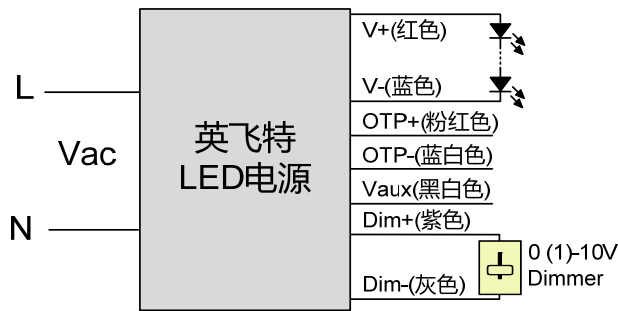 L
Vac
N
英飞特
LED电源
V+(红色)
V-(蓝色)
OTP+(粉红色)
OTP-(蓝白色)
Vaux(黑白色)
Dim+(紫色)
Dim-(灰色)
0 (1)-10V
Dimmer